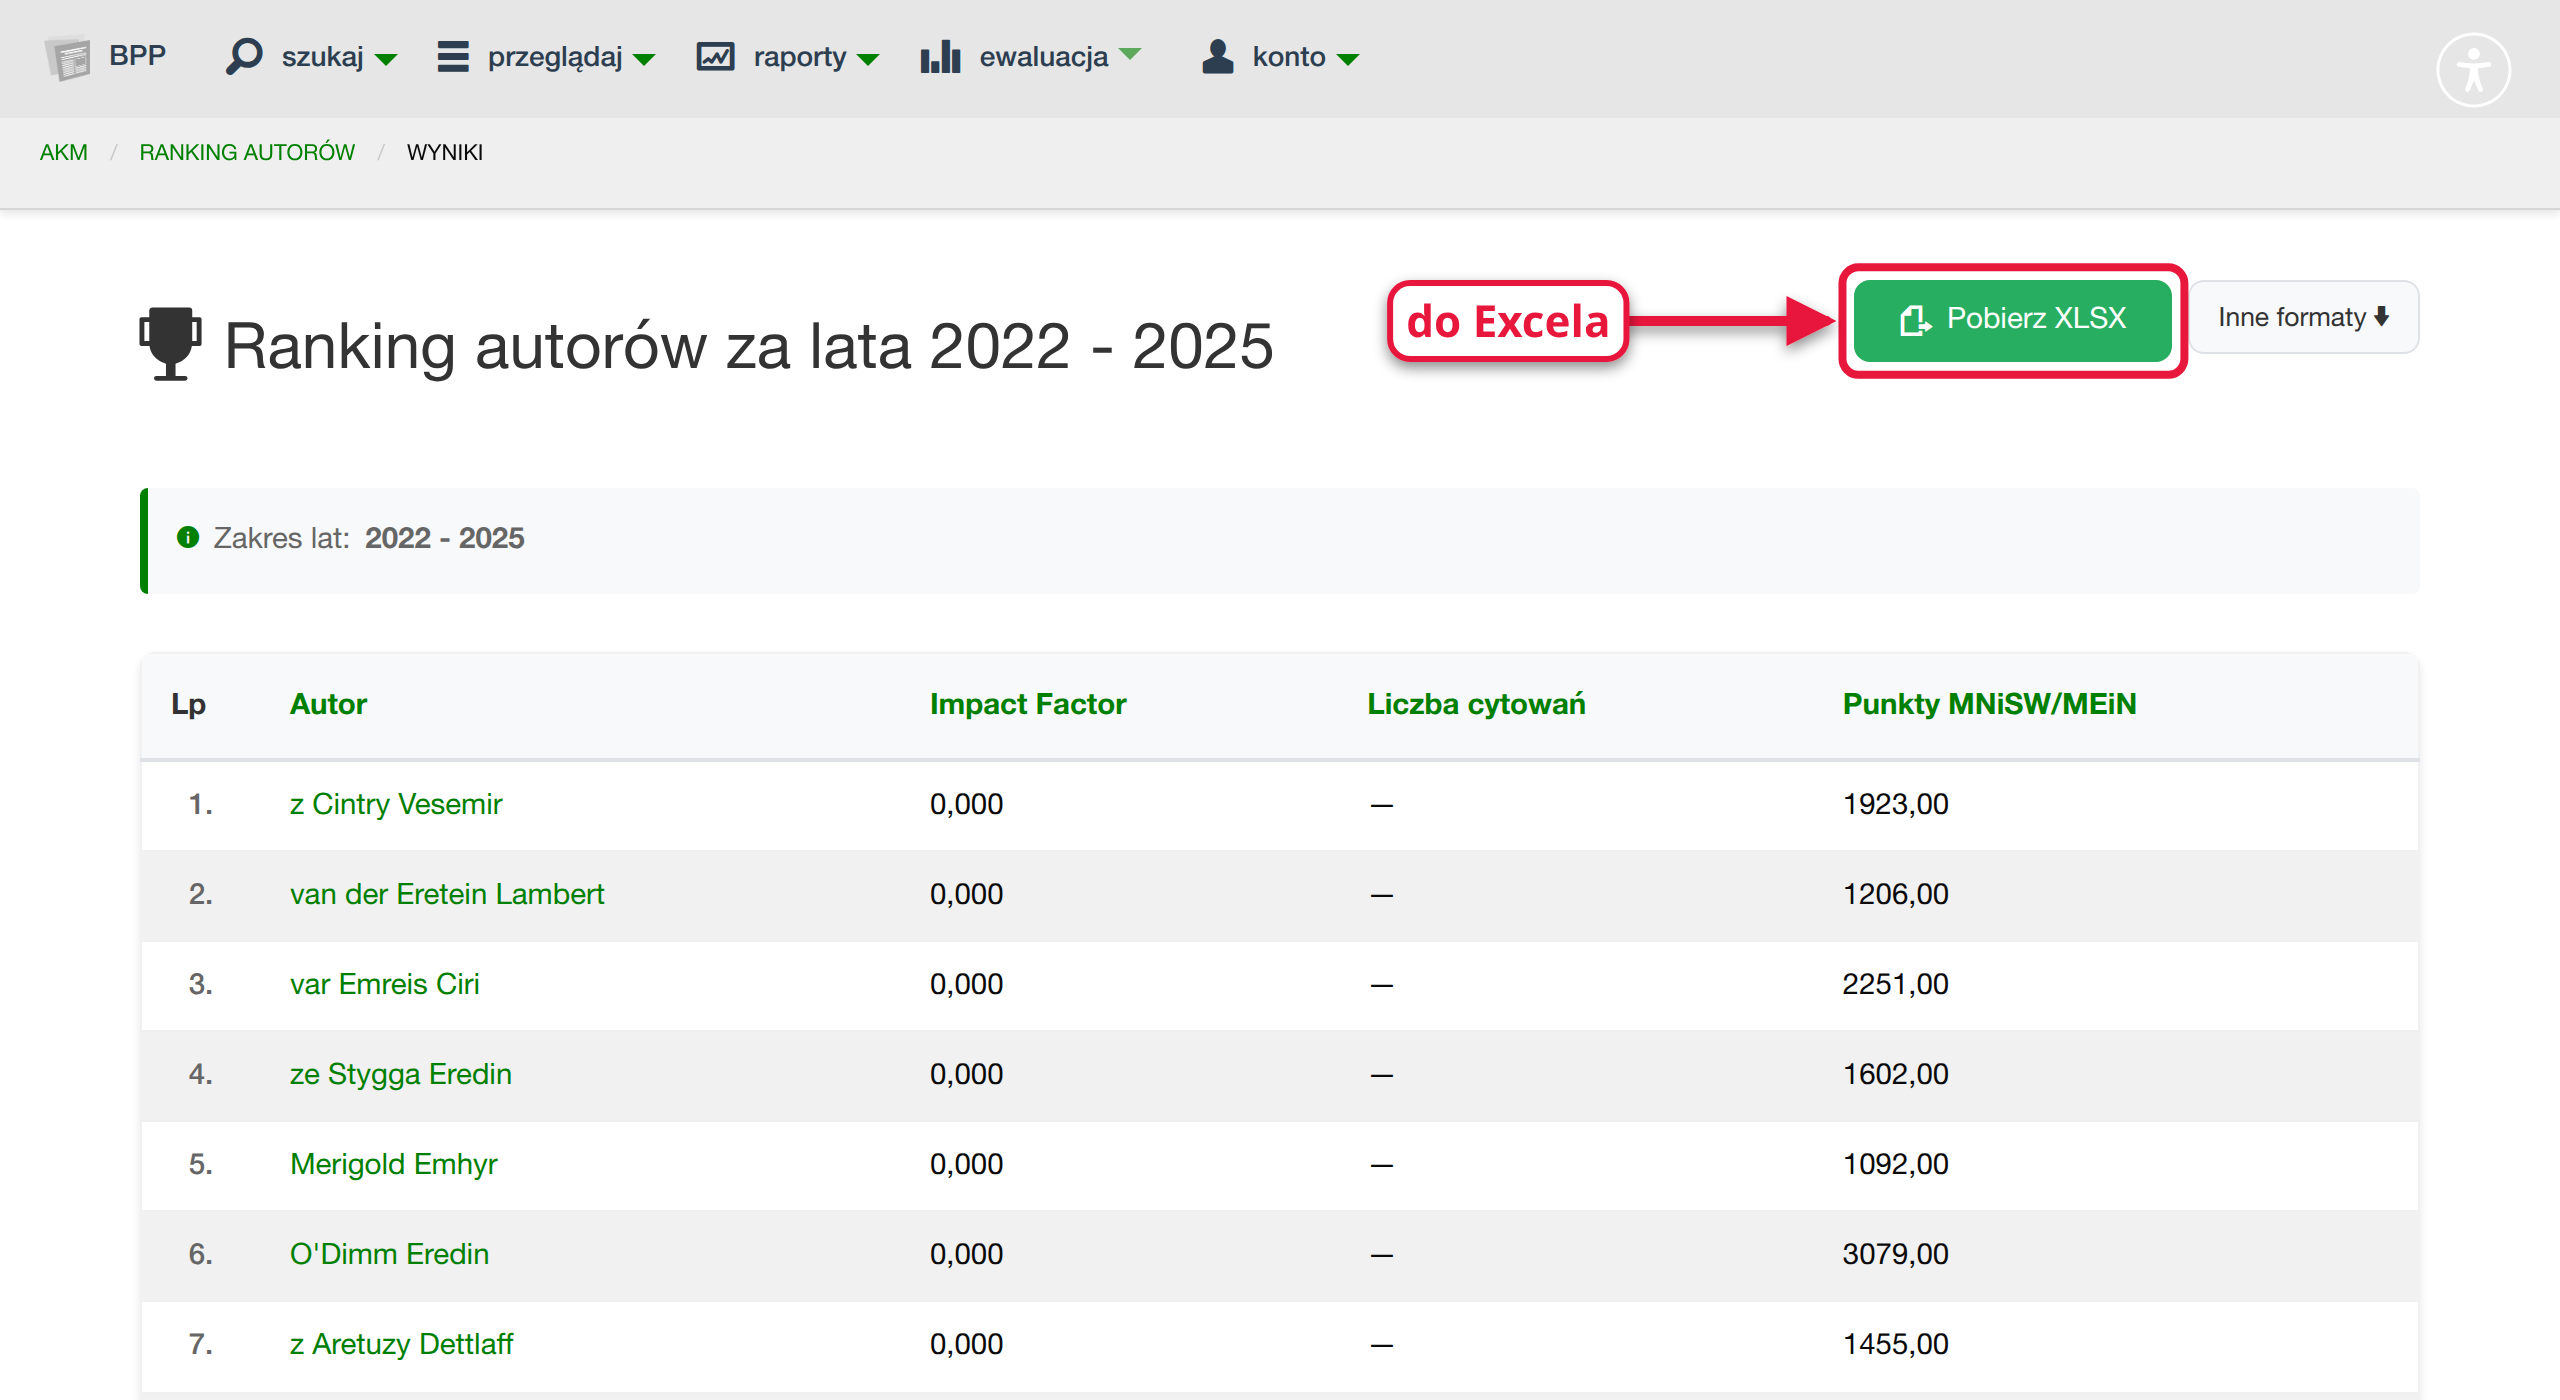 BPP szukaj przeglądaj raporty ewaluacja konto
AKM / RANKING AUTORÓW / WYNIKI
Ranking autorów za lata 2022 - 2025
do Excela
Pobierz XLSX
Inne formaty
Zakres lat: 2022 - 2025
Lp Autor Impact Factor Liczba cytowań Punkty MNiSW/MEiN
1. z Cintry Vesemir 0,000 — 1923,00
2. van der Eretein Lambert 0,000 — 1206,00
3. var Emreis Ciri 0,000 — 2251,00
4. ze Stygga Eredin 0,000 — 1602,00
5. Merigold Emhyr 0,000 — 1092,00
6. O'Dimm Eredin 0,000 — 3079,00
7. z Aretuzy Dettlaff 0,000 — 1455,00